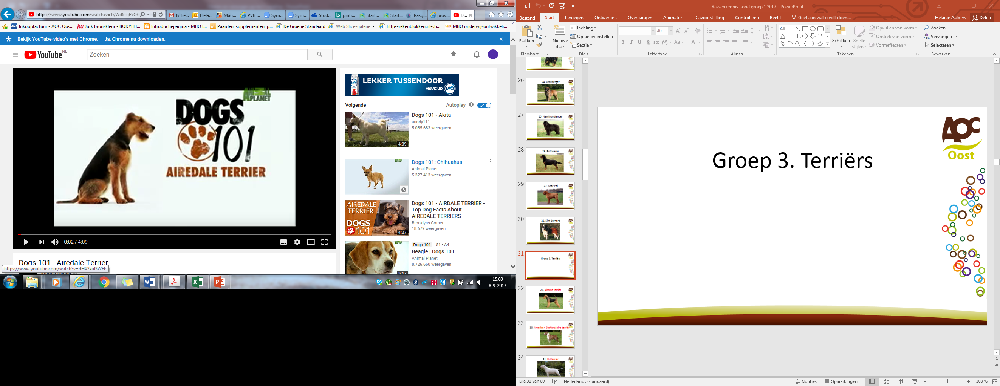 https://www.youtube.com/watch?v=1yWd6_gF5O
Ik he...
Hela...
Mag...
PVB ...
Sym...
Sym...
Stud...
pinh...
Start...
Start...
Rasg...
prov...
D...
Inkoopfactuur - AOC Oos...
Jurk bronskleur - BODYFLI...
Introductiepagina - MBO I...
Paarden supplementen p...
De Groene Standaard
Web Slice-galerie
http--rekenblokken.nl-sh...
MBO onderwijsontwikkeli...
Bekijk YouTube-video's met Chrome. Ja, Chrome nu downloaden.
YouTube NL
Zoeken
h
ANIMAL PLANET
DOGS
101
AIREDALE TERRIER
0:02 / 4:09
Dogs 101 - Airedale Terrier
Animal Planet
https://www.youtube.com/watch?v=dHX2xul3WEk
LEKKER TUSSENDOOR
MOVE UP
Vifit
Volgende
Autoplay
Dogs 101 - Akita
aundy111
5.085.683 weergaven
4:09
Dogs 101: Chihuahua
Animal Planet
5.327.413 weergaven
AIREDALE
TERRIER
DOGS
101
4:27
Dogs 101 - AIRDALE TERRIER -
Top Dog Facts About
AIREDALE TERRIERS
Brooklyns Corner
18.679 weergaven
Dogs 101 S1 • A4
Beagle | Dogs 101
Animal Planet
8.726.660 weergaven
5:17
15:03
8-9-2017
Rassenkennis hond groep 1 2017 - PowerPoint
Bestand
Start
Invoegen
Ontwerpen
Overgangen
Animaties
Diavoorstelling
Controleren
Beeld
Geef aan wat u wilt doen...
Helanie Aalders
Delen
Plakken
Klembord
Nieuwe
dia
Indeling
Opnieuw instellen
Sectie
Dia's
40
B I U S abc AV Aa A
Lettertype
Alinea
Schikken
Snelle
stijlen
Opvullen van vorm
Omtrek van vorm
Vormeffecten
Tekenen
Zoeken
Vervangen
Selecteren
Bewerken
26
24. Leonberger
27
25. Newfoundlander
28
26. Rottweiler
29
27. Shar-Pei
30
28. Sint Bernard
31
Groep 3. Terriërs
32
29. Airdale terriër
33
30. American Staffordshire terriër
34
31. Bulterriër
Groep 3. Terriërs
AOC
Oost
Dia 31 van 89
Nederlands (standaard)
Notities
Opmerkingen
108 %